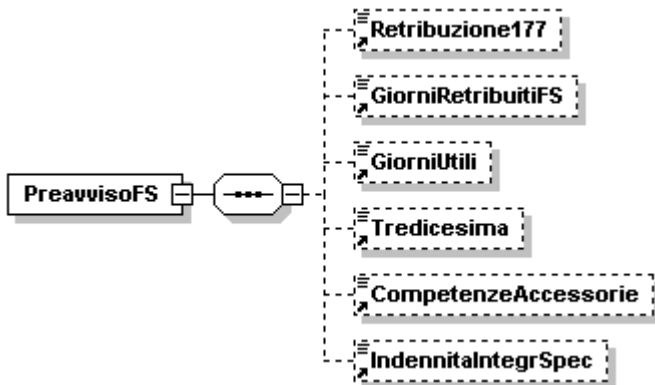 Retribuzione177
GiorniRetribuitiFS
GiorniUtili
PreavvisoFS
Tredicesima
CompetenzeAccessorie
IndennitaIntegrSpec